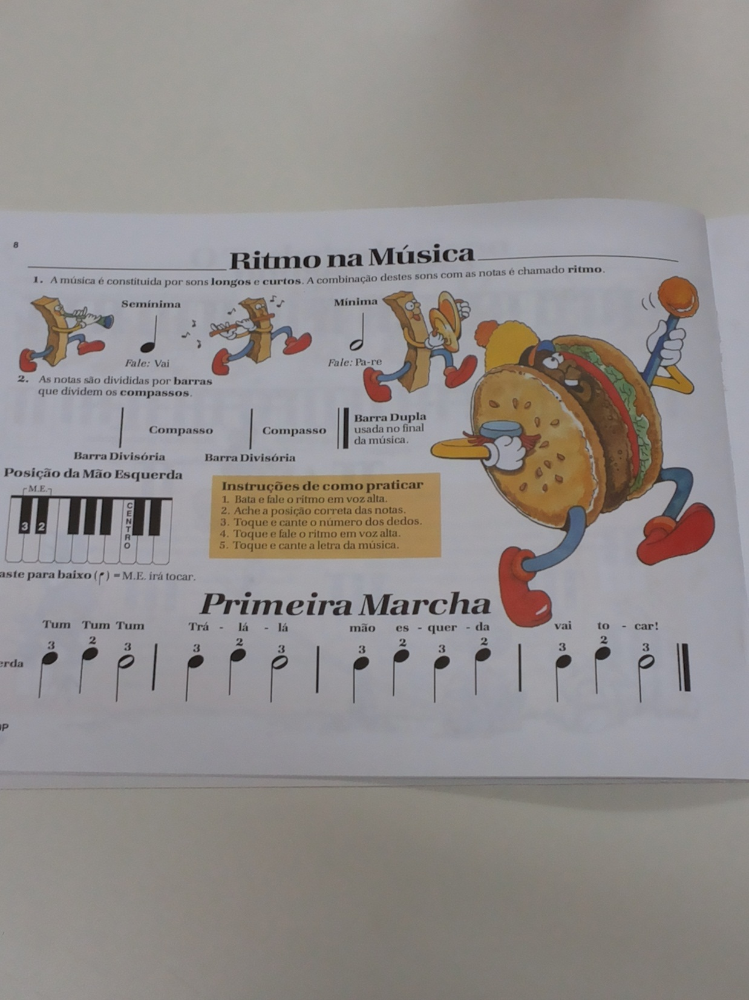 8
Ritmo na Música
1. A música é constituida por sons longos e curtos. A combinação destes sons com as notas é chamado ritmo.
Semínima
Fale: Vai
Mínima
Fale: Pa-re
2. As notas são divididas por barras
que dividem os compassos.
Compasso
Compasso
Barra Dupla
usada no final
da música.
Barra Divisória
Barra Divisória
Posição da Mão Esquerda
M.E.
3 2
CENTRO
Instruções de como praticar
1. Bata e fale o ritmo em voz alta.
2. Ache a posição correta das notas.
3. Toque e cante o número dos dedos.
4. Toque e fale o ritmo em voz alta.
5. Toque e cante a letra da música.
para baixo ( ) = M.E. irá tocar.
Primeira Marcha
Tum Tum Tum Trá - lá - lá mão es - quer - da vai to - car!
3 2 3 3 2 3 3 2 3 2 3 2 3